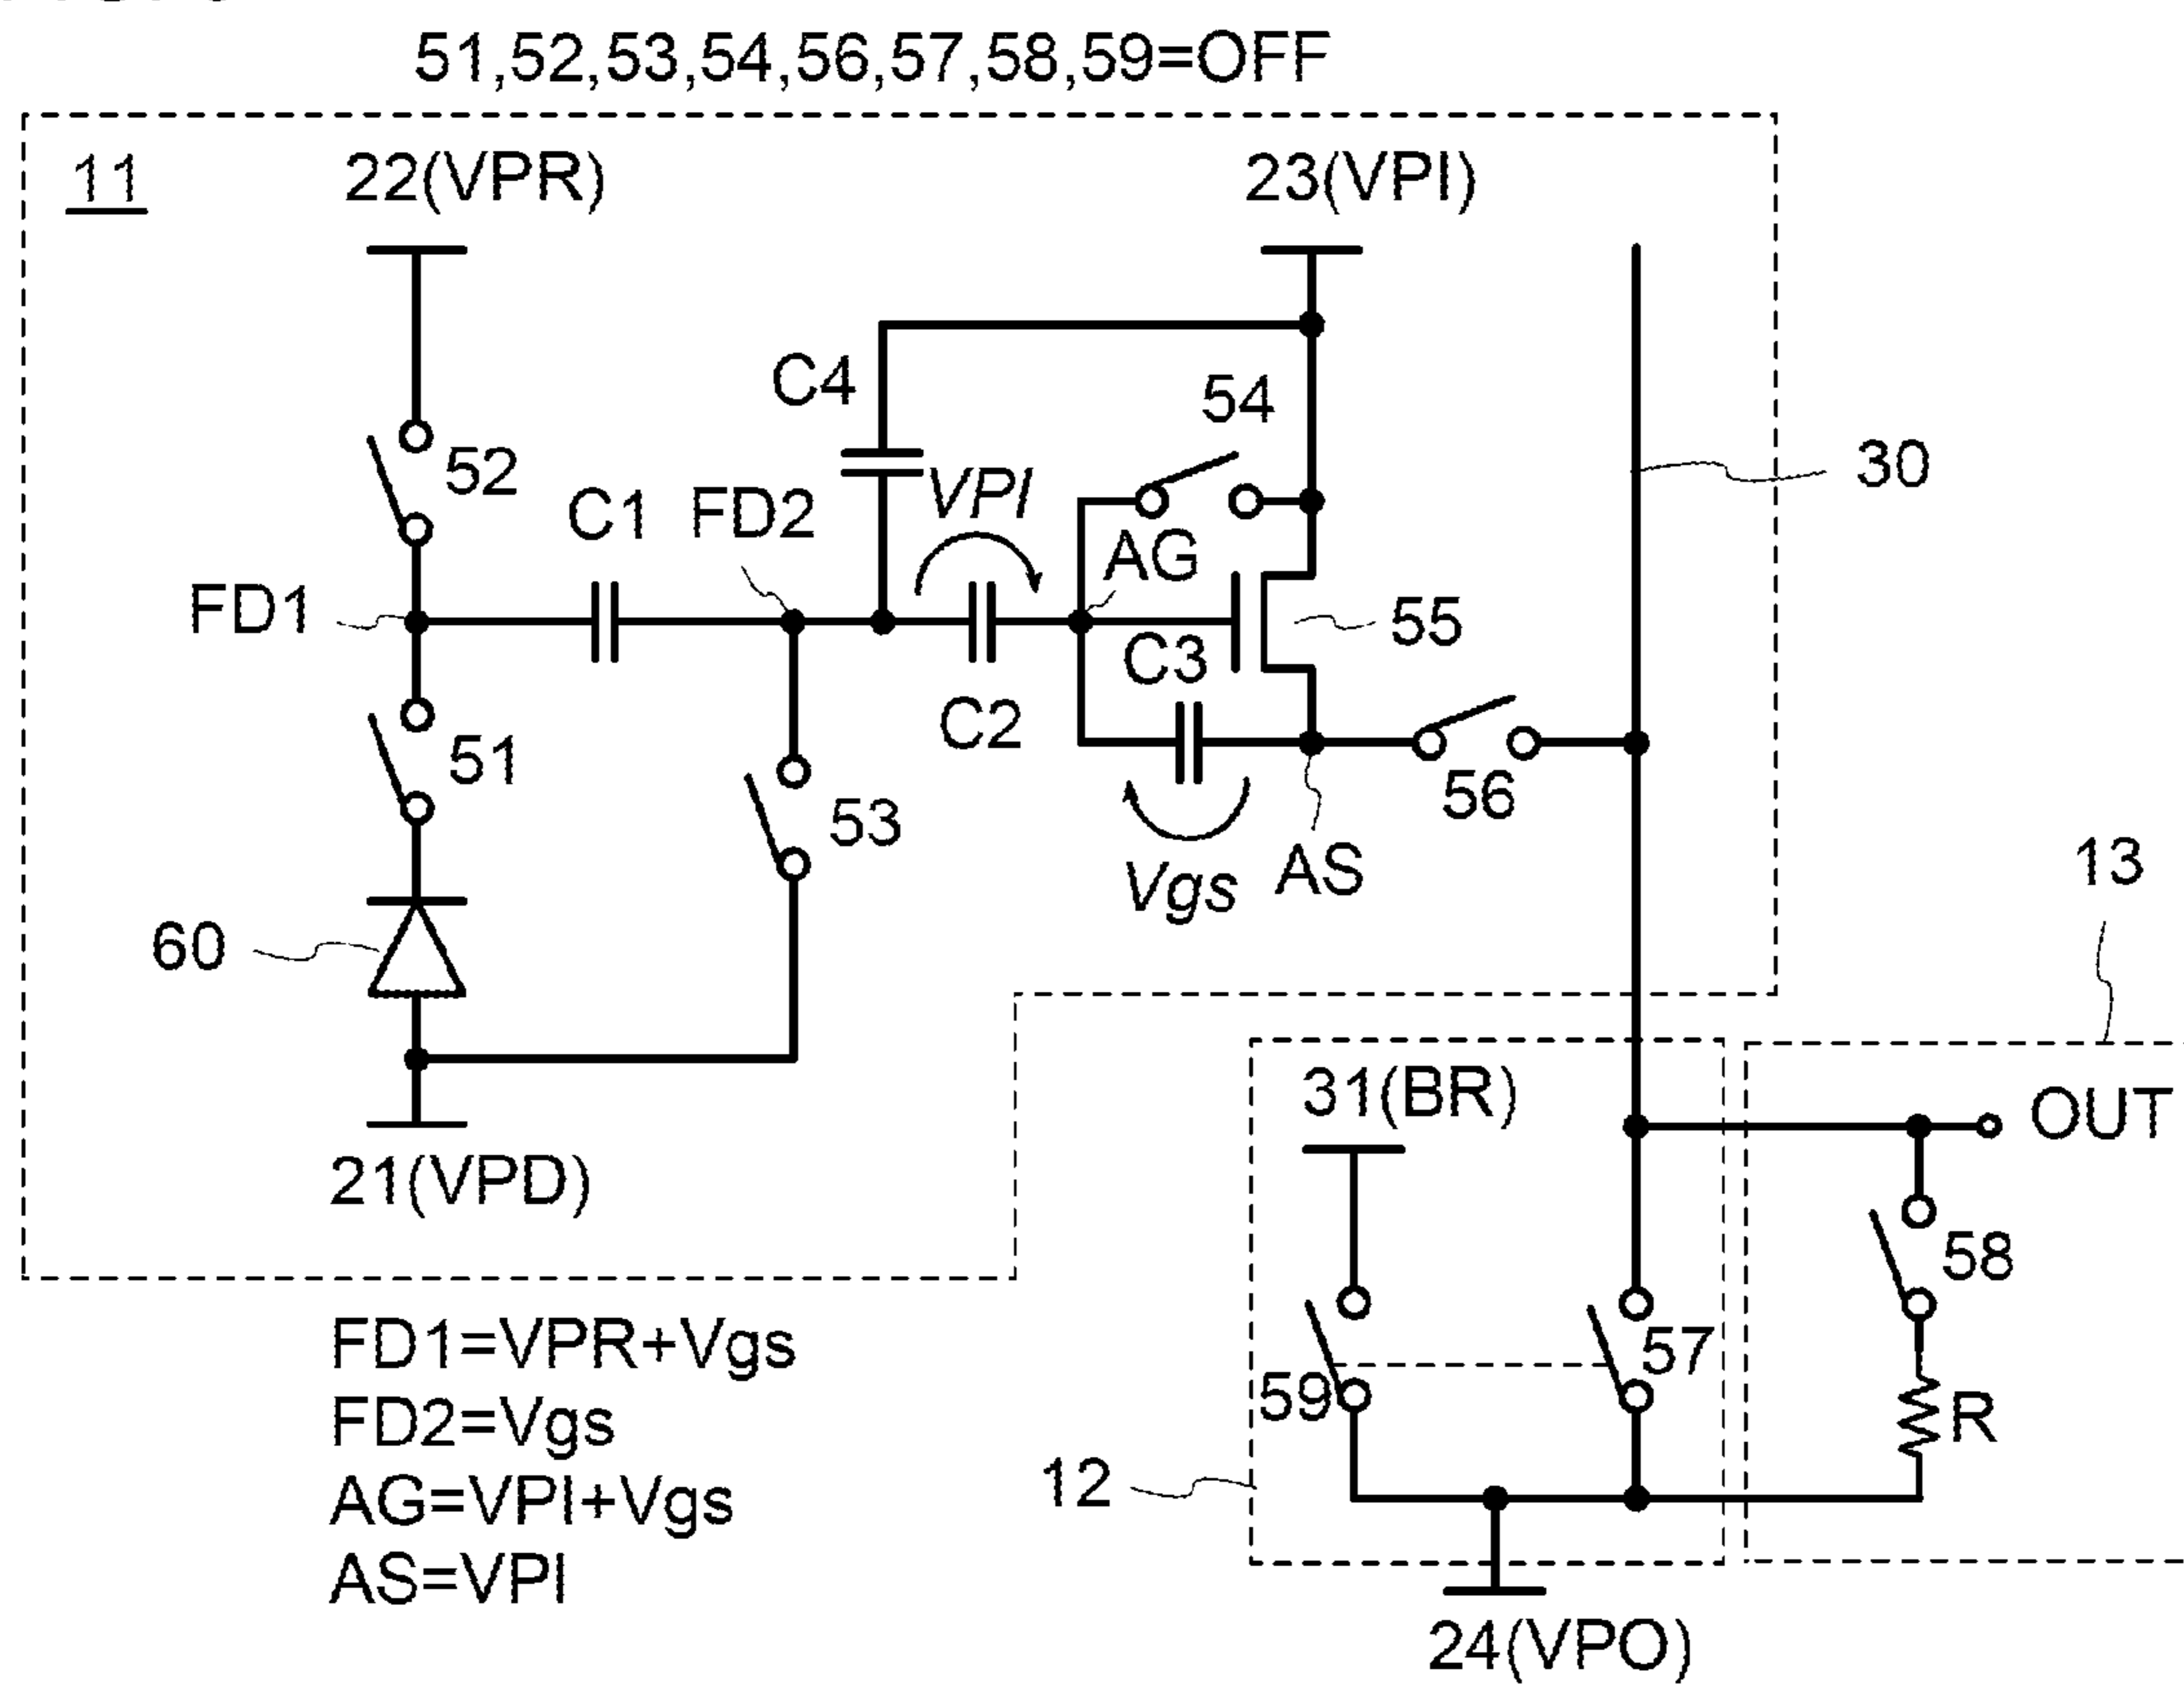 51,52,53,54,56,57,58,59=OFF
11
22(VPR)
23(VPI)
C4
54
52
VPI
30
C1
FD2
AG
FD1
55
C3
C2
51
56
53
Vgs
AS
13
60
31(BR)
OUT
21(VPD)
58
57
59
R
FD1=VPR+Vgs
FD2=Vgs
AG=VPI+Vgs
AS=VPI
12
24(VPO)